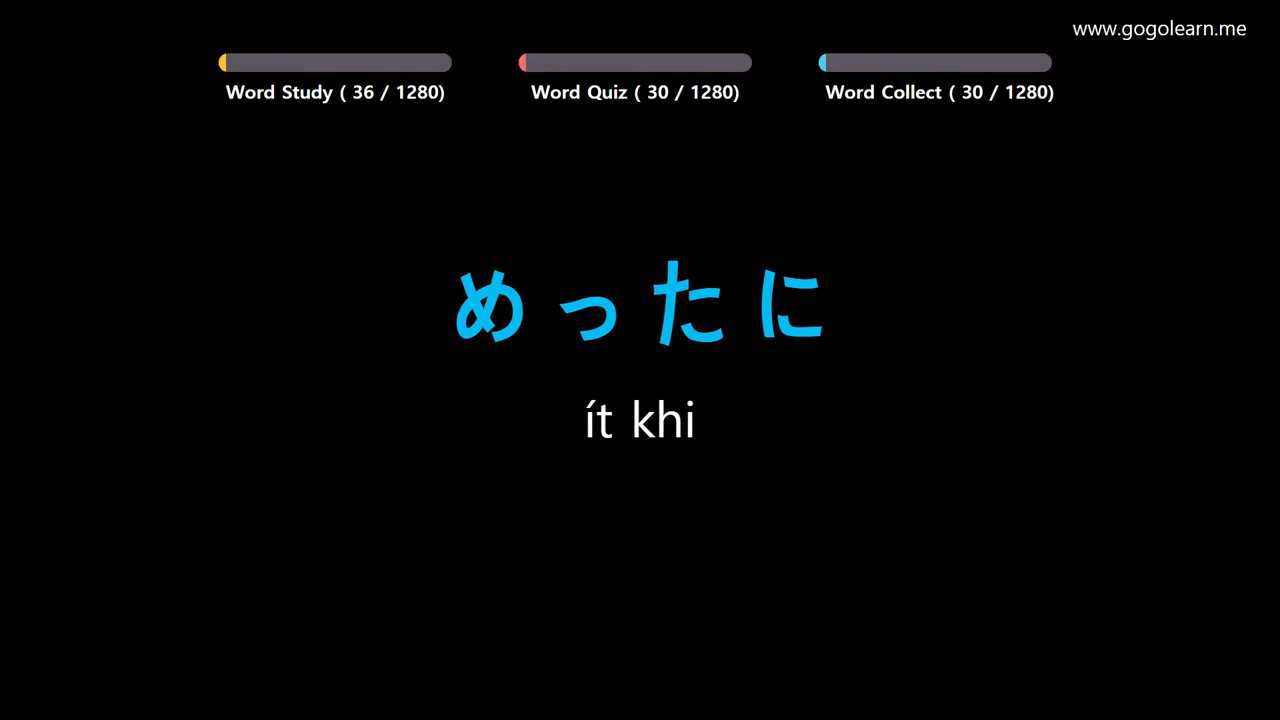 www.gogolearn.me
Word Study ( 36 / 1280)
Word Quiz ( 30 / 1280)
Word Collect ( 30 / 1280)
めったに
ít khi